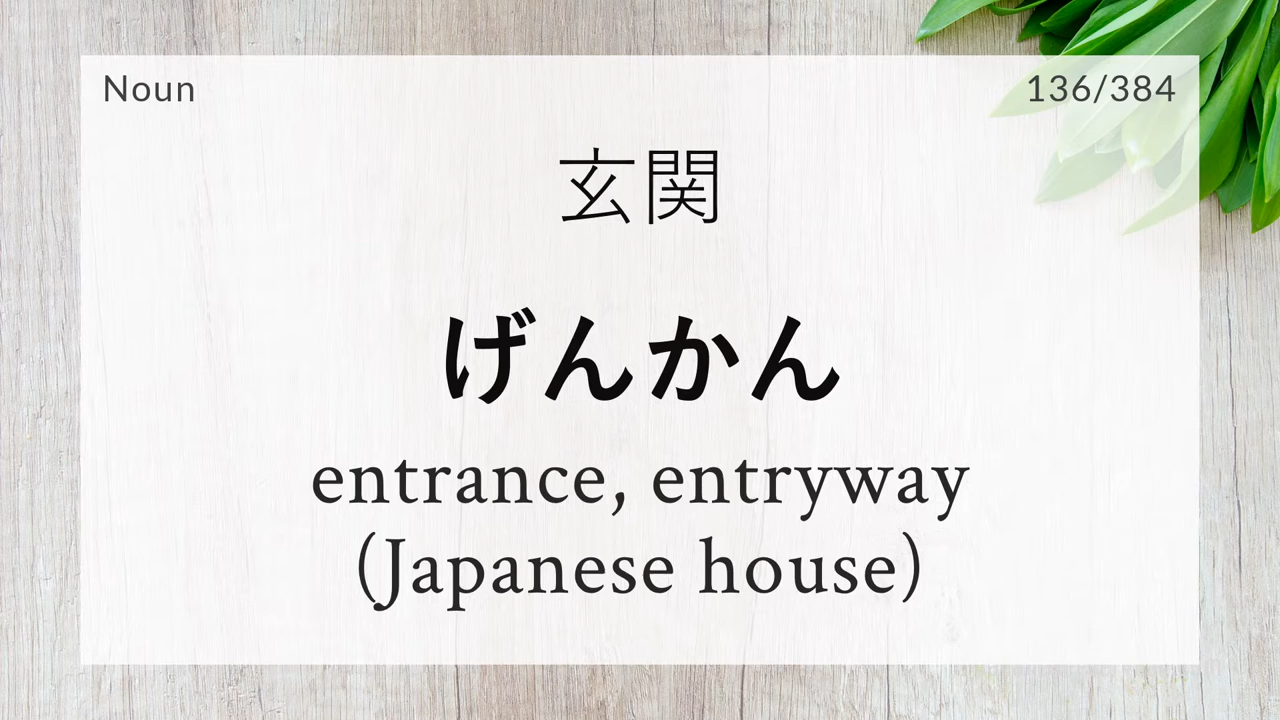 Noun
136/384
玄関
げんかん
entrance, entryway
(Japanese house)